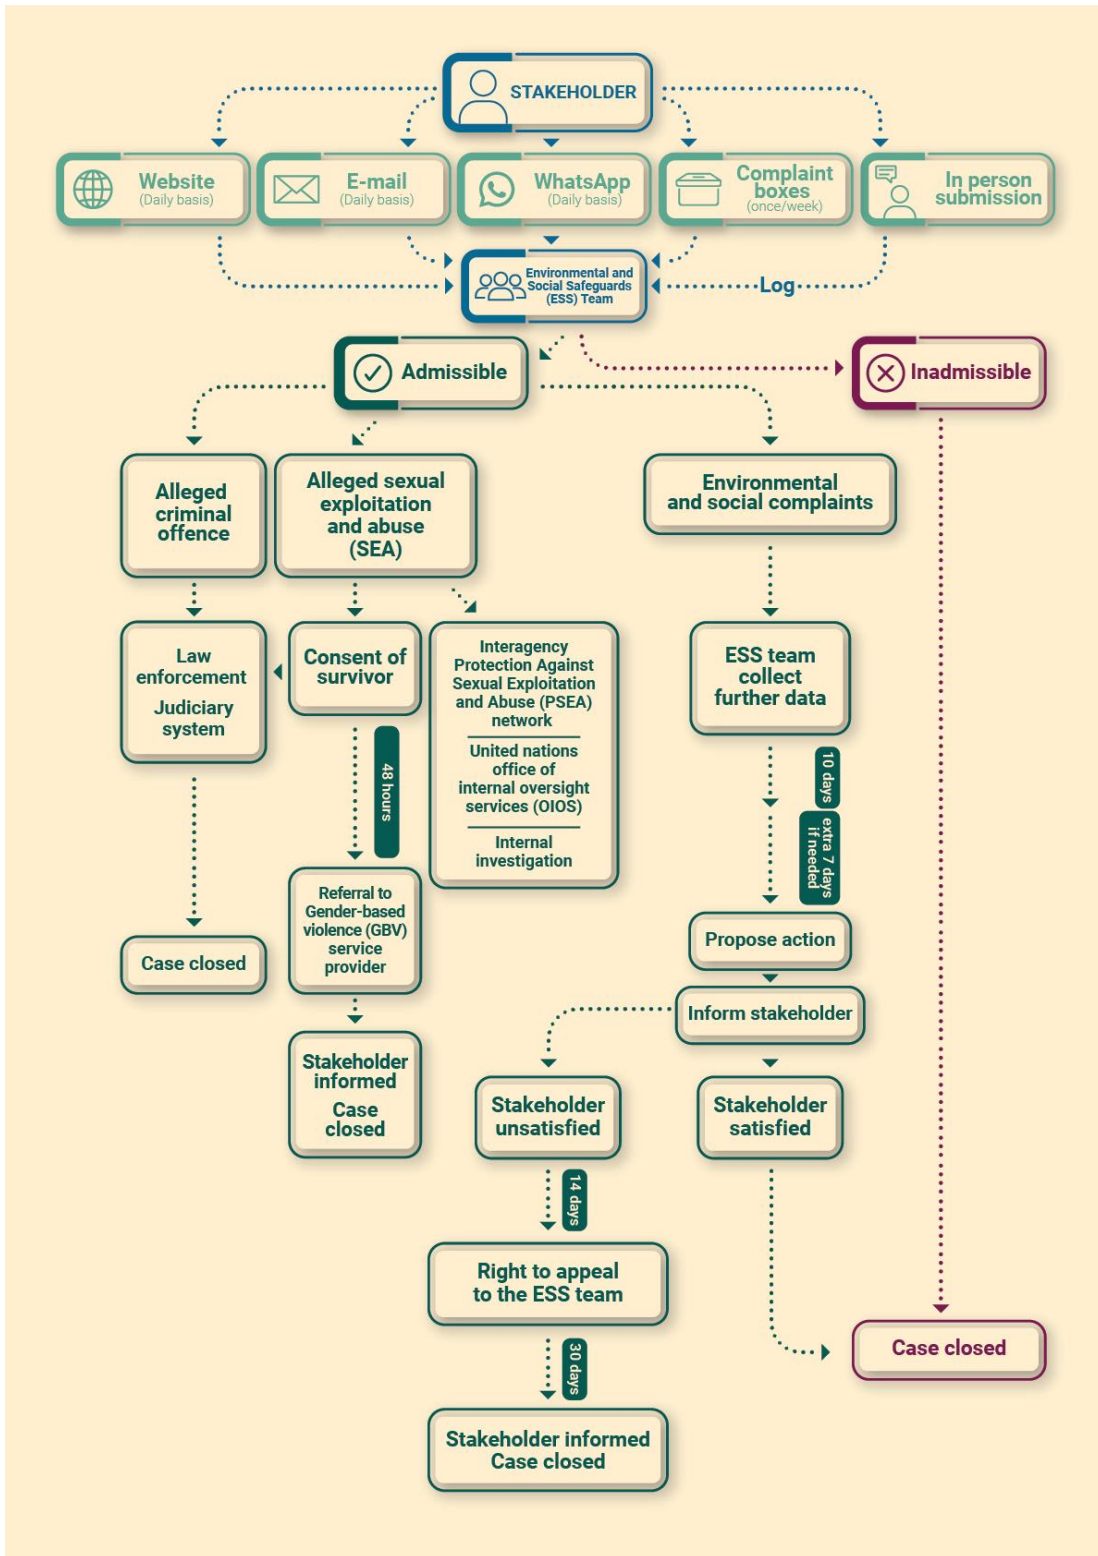 STAKEHOLDER
Website
(Daily basis)
E-mail
(Daily basis)
WhatsApp
(Daily basis)
Complaint
boxes
(once/week)
In person
submission
Environmental and
Social Safeguards
(ESS) Team
Log
Admissible
Inadmissible
Alleged
criminal
offence
Alleged sexual
exploitation
and abuse
(SEA)
Environmental
and social complaints
Law
enforcement
Judiciary
system
Consent of
survivor
Interagency
Protection Against
Sexual Exploitation
and Abuse (PSEA)
network
United nations
office of
internal oversight
services (OIOS)
Internal
investigation
ESS team
collect
further data
48 hours
10 days
extra 7 days
if needed
Referral to
Gender-based
violence (GBV)
service
provider
Case closed
Propose action
Inform stakeholder
Stakeholder
informed
Case
closed
Stakeholder
unsatisfied
Stakeholder
satisfied
14 days
Right to appeal
to the ESS team
30 days
Case closed
Stakeholder informed
Case closed